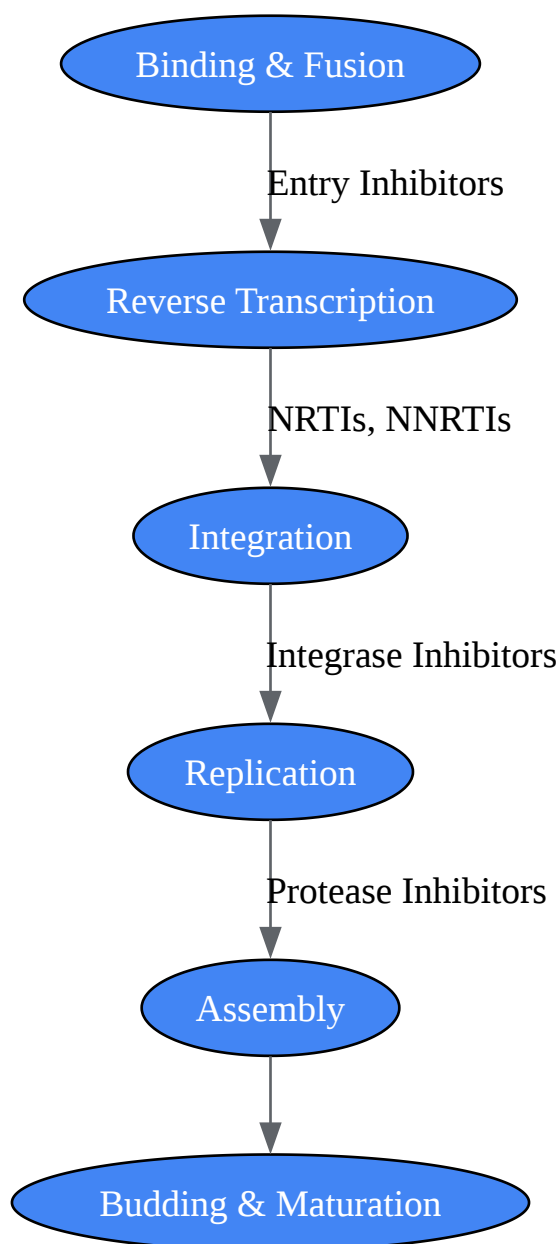 Binding & Fusion
Entry Inhibitors
Reverse Transcription
NRTIs, NNRTIs
Integration
Integrase Inhibitors
Replication
Protease Inhibitors
Assembly
Budding & Maturation